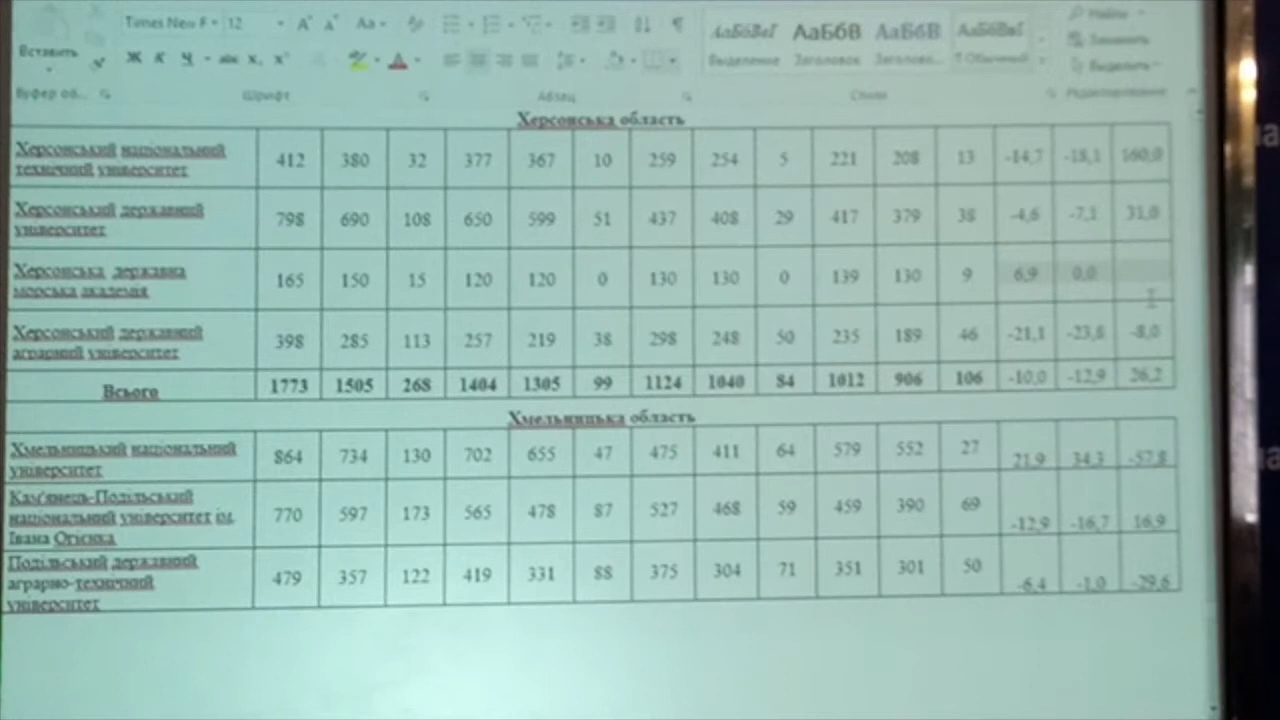 Times New F 12 Аа
АаБбВвГ АаБбВ АаБбВ АаБбВвГ
Вставить
Ж К Ч abc x, x²
Выделение Заголовок Заголово... ¶ Обычный
Найти
Заменить
Выделить
Буфер об... Шрифт Абзац Стили Редактирование
Херсонська область
Херсонський національний
технічний університет
412 380 32 377 367 10 259 254 5 221 208 13 -14,7 -18,1 160,0
Херсонський державний
університет
798 690 108 650 599 51 437 408 29 417 379 38 -4,6 -7,1 31,0
Херсонська державна
морська академія
165 150 15 120 120 0 130 130 0 139 130 9 6,9 0,0
Херсонський державний
аграрний університет
398 285 113 257 219 38 298 248 50 235 189 46 -21,1 -23,8 -8,0
Всього 1773 1505 268 1404 1305 99 1124 1040 84 1012 906 106 -10,0 -12,9 26,2
Хмельницька область
Хмельницький національний
університет
864 734 130 702 655 47 475 411 64 579 552 27 21,9 34,3 -57,8
Кам'янець-Подільський
національний університет ім.
Івана Огієнка
770 597 173 565 478 87 527 468 59 459 390 69 -12,9 -16,7 16,9
Подільський державний
аграрно-технічний
університет
479 357 122 419 331 88 375 304 71 351 301 50 -6,4 -1,0 -29,6